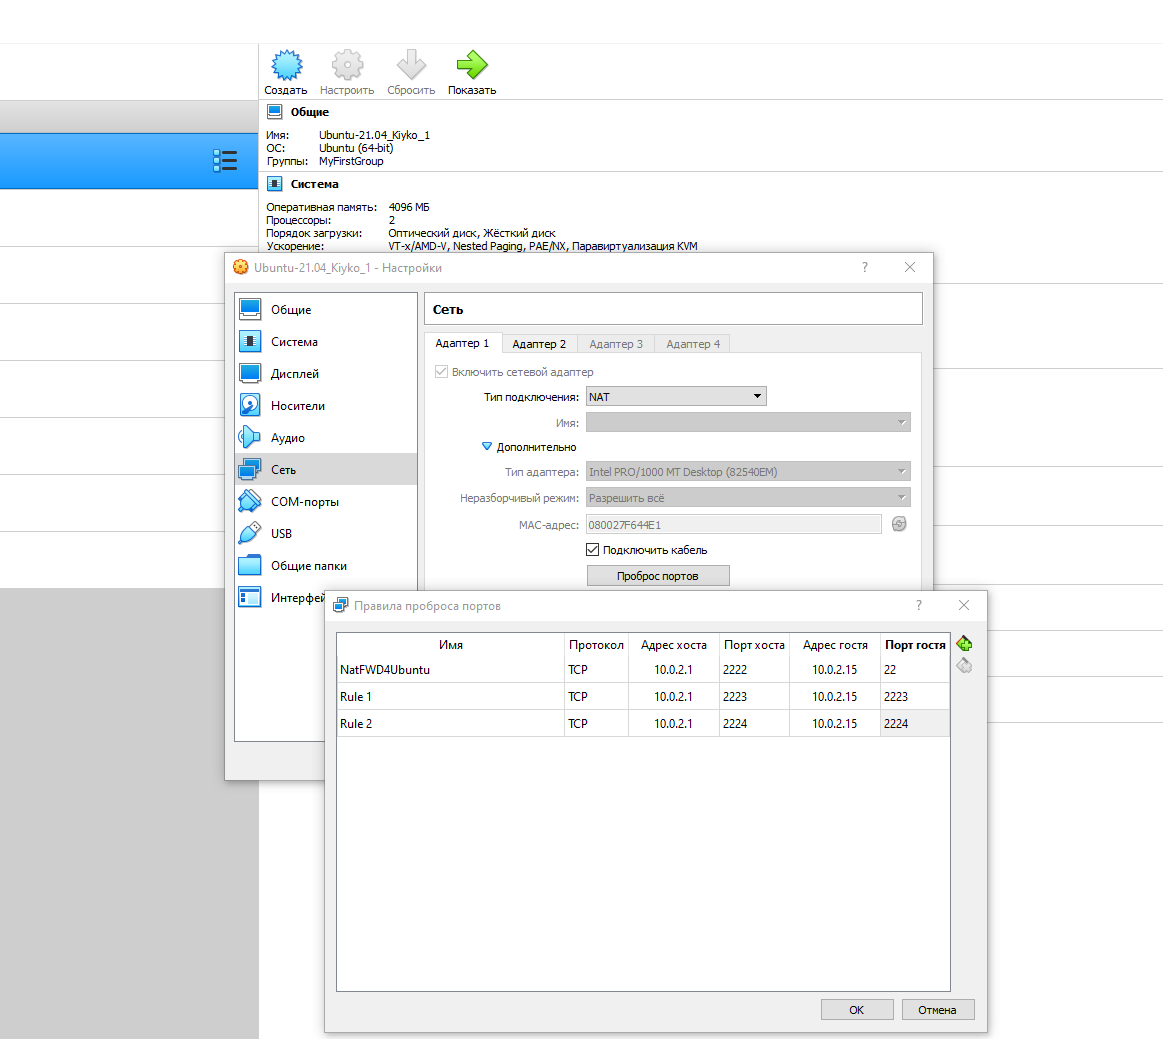 Создать Настроить Сбросить Показать
Общие
Имя: Ubuntu-21.04_Kiyko_1
ОС: Ubuntu (64-bit)
Группы: MyFirstGroup
Система
Оперативная память: 4096 МБ
Процессоры: 2
Порядок загрузки: Оптический диск, Жёсткий диск
Ускорение: VT-x/AMD-V, Nested Paging, PAE/NX, Паравиртуализация KVM
Ubuntu-21.04_Kiyko_1 - Настройки ?
Общие
Система
Дисплей
Носители
Аудио
Сеть
COM-порты
USB
Общие папки
Интерфей
Сеть
Адаптер 1 Адаптер 2 Адаптер 3 Адаптер 4
Включить сетевой адаптер
Тип подключения: NAT
Имя:
Дополнительно
Тип адаптера: Intel PRO/1000 MT Desktop (82540EM)
Неразборчивый режим: Разрешить всё
MAC-адрес: 080027F644E1
Подключить кабель
Проброс портов
Правила проброса портов ?
Имя Протокол Адрес хоста Порт хоста Адрес гостя Порт гостя
NatFWD4Ubuntu TCP 10.0.2.1 2222 10.0.2.15 22
Rule 1 TCP 10.0.2.1 2223 10.0.2.15 2223
Rule 2 TCP 10.0.2.1 2224 10.0.2.15 2224
OK Отмена